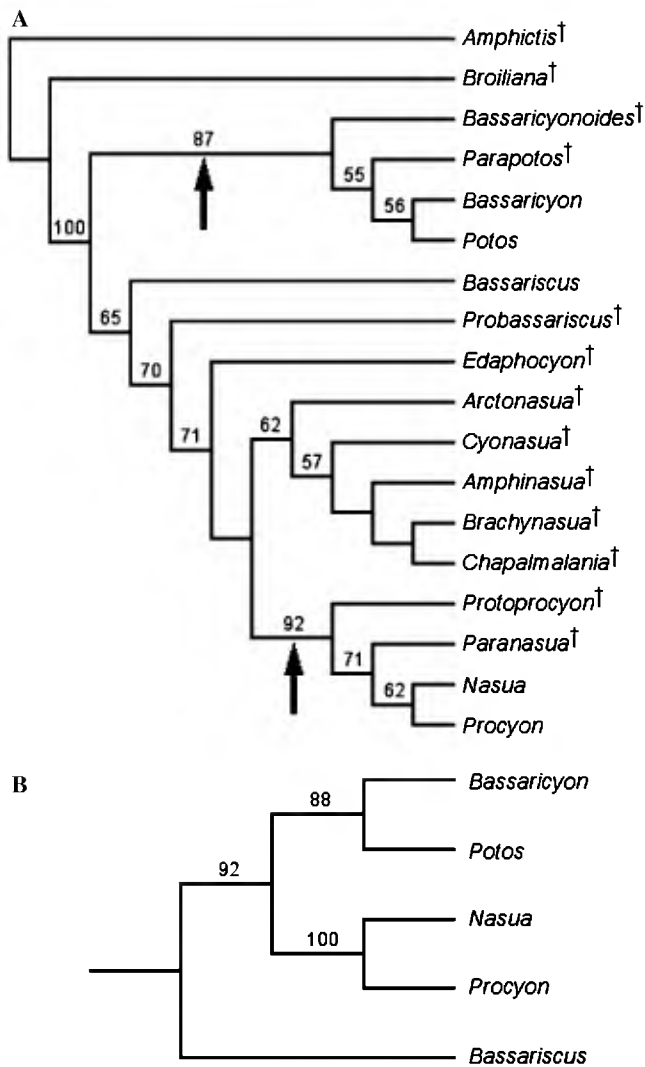 A
Amphictis†
Broiliana†
87
Bassaricyonoides†
55
Parapotos†
100
56
Bassaricyon
Potos
65
Bassariscus
70
Probassariscus†
71
Edaphocyon†
62
Arctonasua†
57
Cyonasua†
Amphinasua†
Brachynasua†
Chapalmalania†
92
Protoprocyon†
71
Paranasua†
62
Nasua
Procyon
B
88
Bassaricyon
92
Potos
100
Nasua
Procyon
Bassariscus